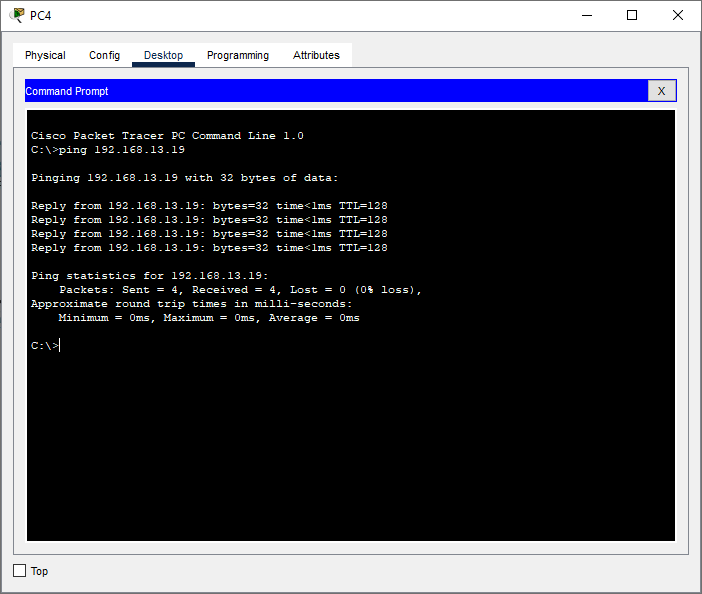 PC4
Physical Config Desktop Programming Attributes
Command Prompt X
Cisco Packet Tracer PC Command Line 1.0
C:\>ping 192.168.13.19
Pinging 192.168.13.19 with 32 bytes of data:
Reply from 192.168.13.19: bytes=32 time<1ms TTL=128
Reply from 192.168.13.19: bytes=32 time<1ms TTL=128
Reply from 192.168.13.19: bytes=32 time<1ms TTL=128
Reply from 192.168.13.19: bytes=32 time<1ms TTL=128
Ping statistics for 192.168.13.19:
    Packets: Sent = 4, Received = 4, Lost = 0 (0% loss),
Approximate round trip times in milli-seconds:
    Minimum = 0ms, Maximum = 0ms, Average = 0ms
C:\>
Top